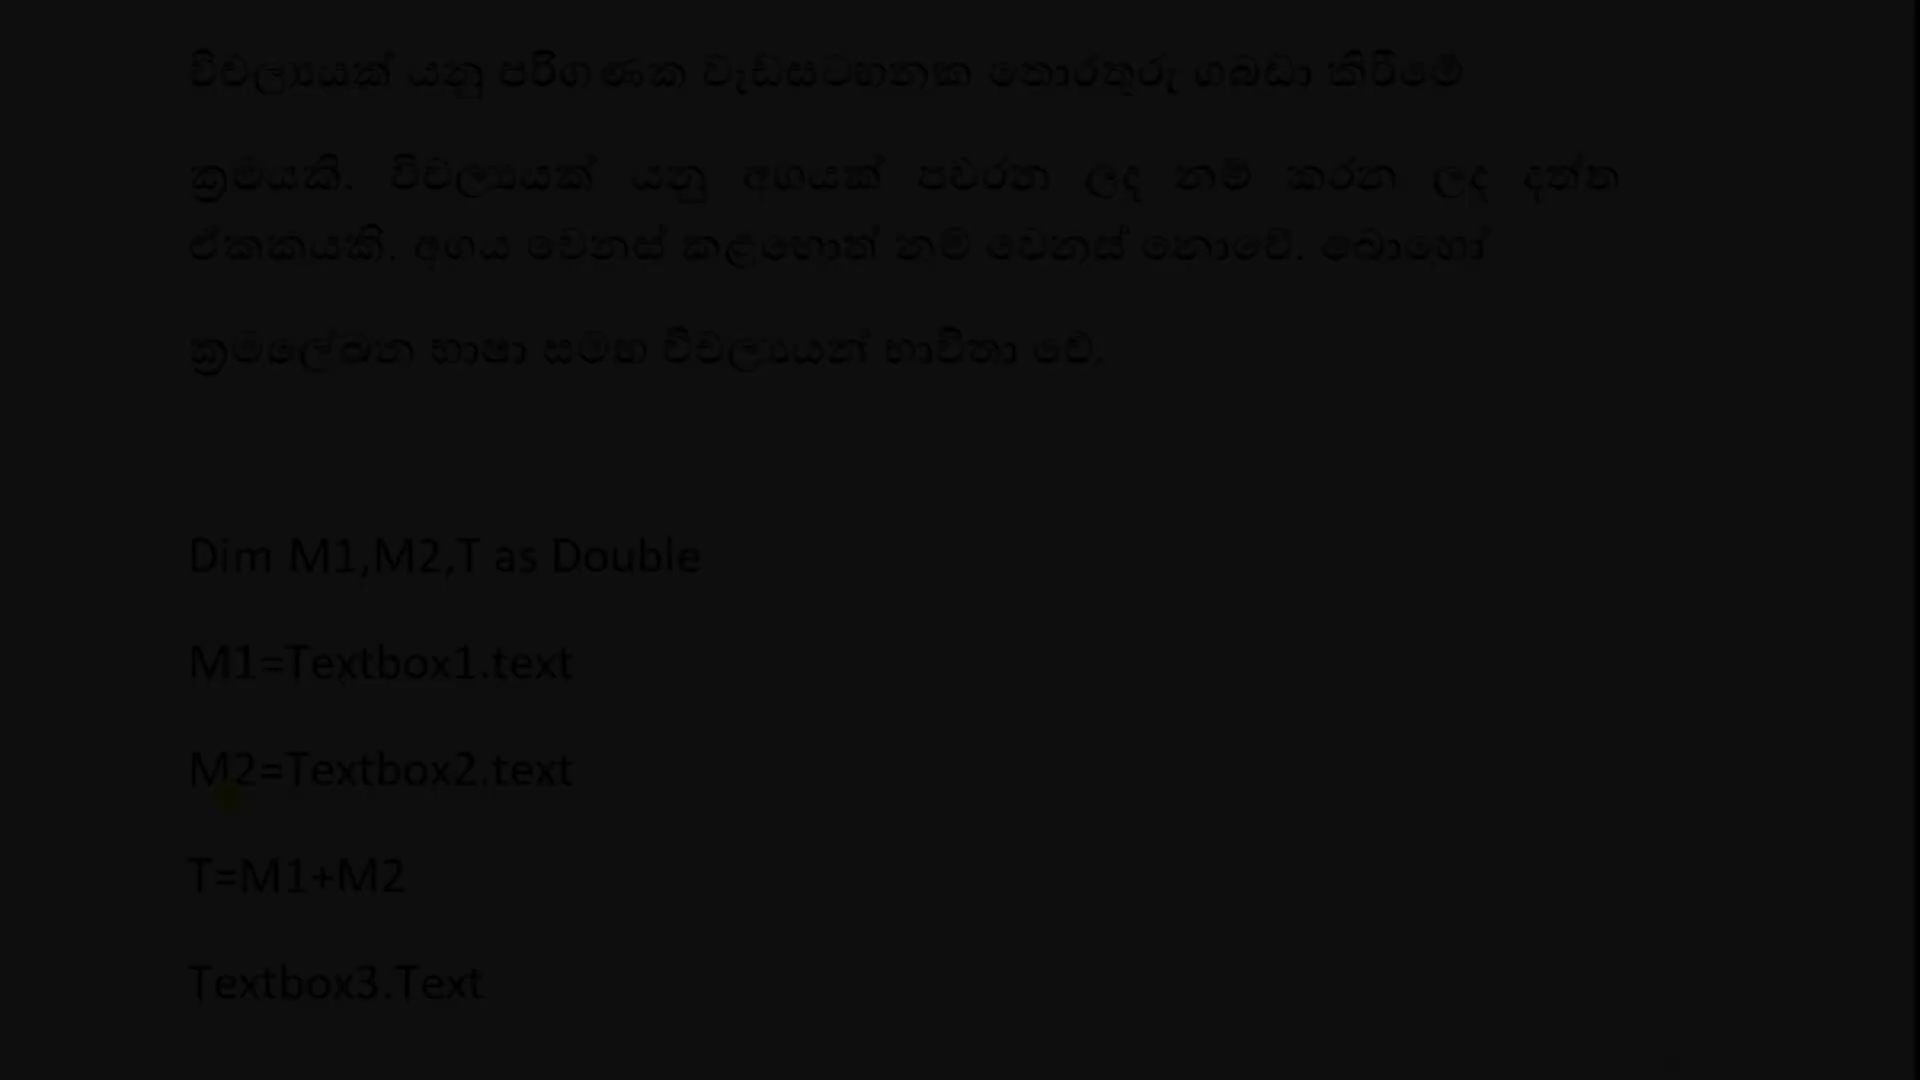 විචල්‍යයක් යනු පරිගණක වැඩසටහනක තොරතුරු ගබඩා කිරීමේ
ක්‍රමයකි. විචල්‍යයක් යනු අගයක් පවරන ලද නම් කරන ලද දත්ත
ඒකකයකි. අගය වෙනස් කළහොත් නම වෙනස් නොවේ. බොහෝ
ක්‍රමලේඛන භාෂා සමඟ විචල්‍යයන් භාවිතා වේ.
Dim M1,M2,T as Double
M1=Textbox1.text
M2=Textbox2.text
T=M1+M2
Textbox3.Text